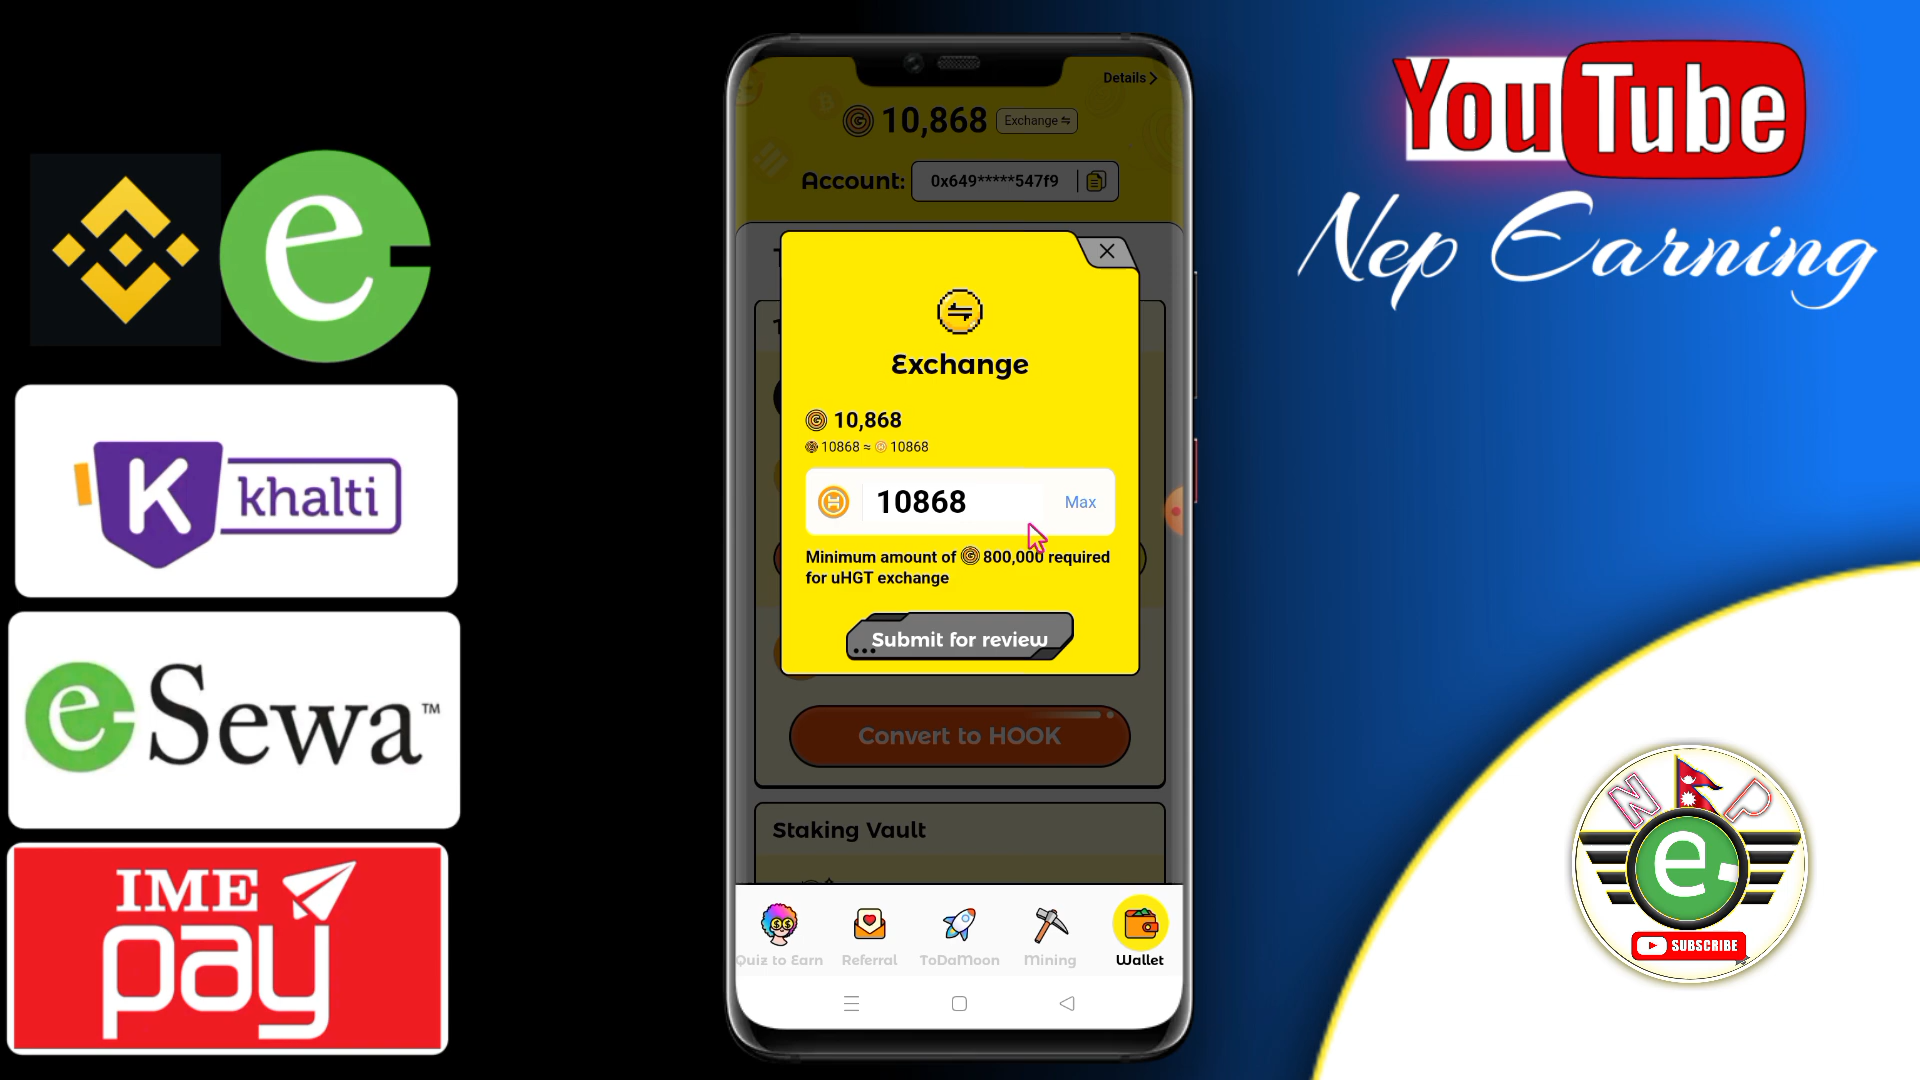 YouTube
Nep Earning
e
K khalti
e Sewa™
IME
pay
Details >
10,868 Exchange
Account: 0x649*****547f9
Exchange
10,868
10868 ≈ 10868
10868 Max
Minimum amount of 800,000 required
for uHGT exchange
Submit for review
Convert to HOOK
Staking Vault
Quiz to Earn Referral ToDaMoon Mining Wallet
N P
e
SUBSCRIBE